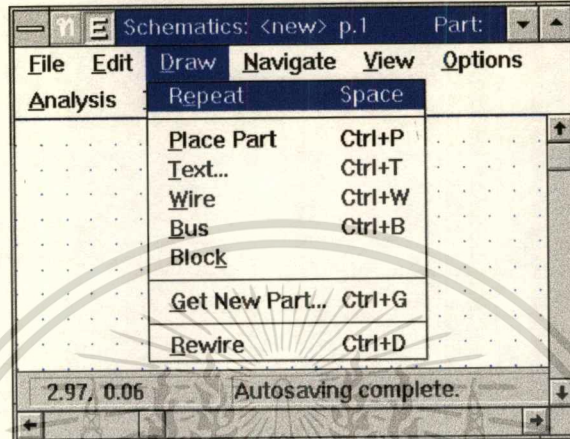 ก E Schematics: <new> p.1 Part:
File Edit Draw Navigate View Options
Analysis
Repeat Space
Place Part Ctrl+P
Text... Ctrl+T
Wire Ctrl+W
Bus Ctrl+B
Block
Get New Part... Ctrl+G
Rewire Ctrl+D
2.97, 0.06 Autosaving complete.